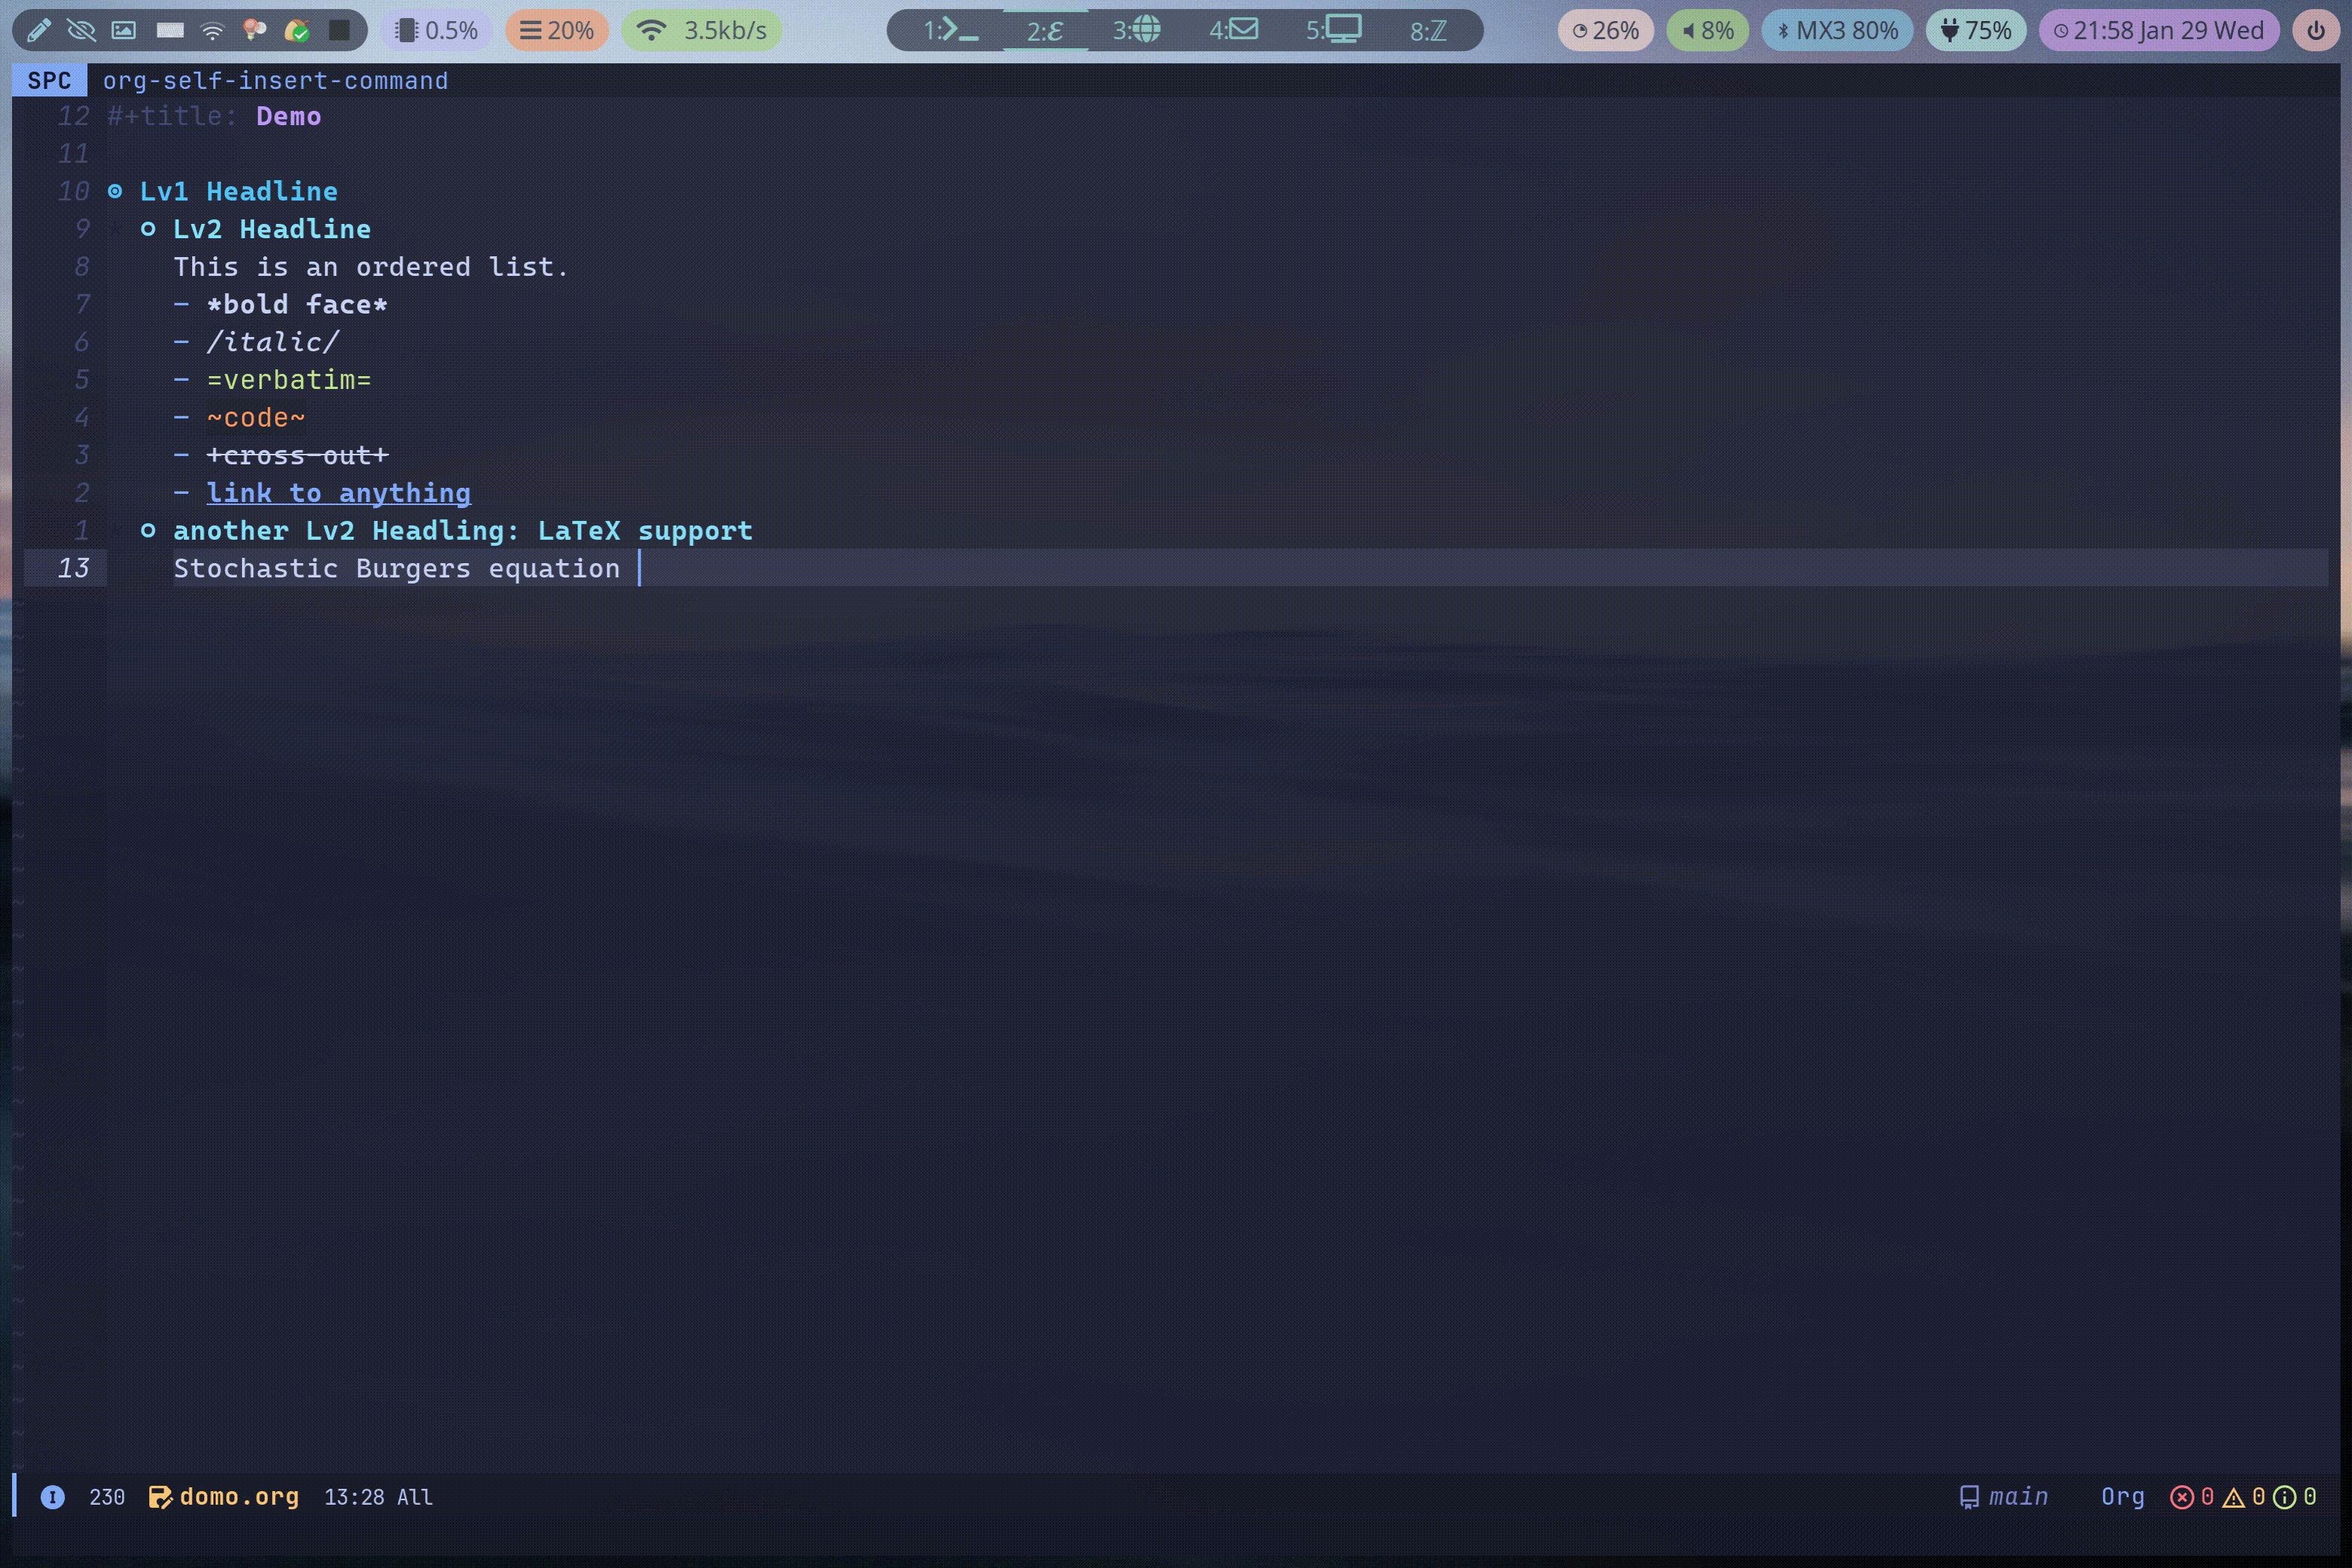 0.5% 20% 3.5kb/s 1: 2:ε 3: 4: 5: 8:ℤ 26% 8% MX3 80% 75% 21:58 Jan 29 Wed
SPC org-self-insert-command
12 #+title: Demo
11
10 Lv1 Headline
9 * Lv2 Headline
8 This is an ordered list.
7 - *bold face*
6 - /italic/
5 - =verbatim=
4 - ~code~
3 - +cross-out+
2 - link to anything
1 another Lv2 Headling: LaTeX support
13 Stochastic Burgers equation
I 230 domo.org 13:28 All main Org 0 0 0